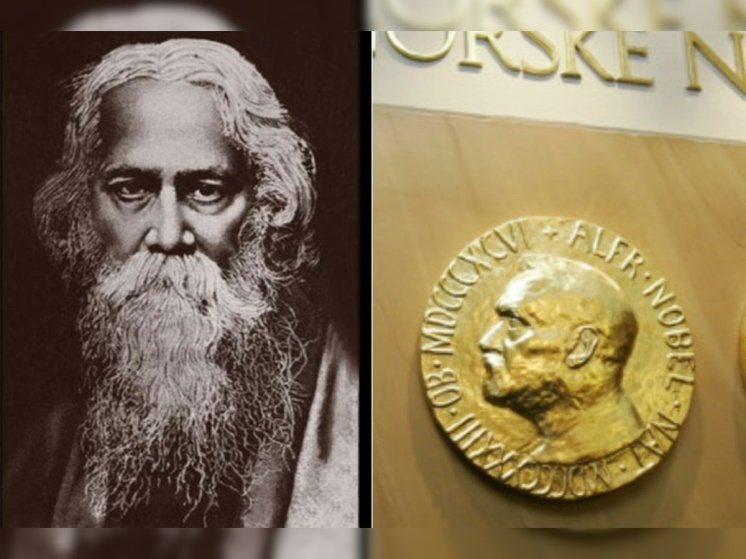 ORSKE N
ALFR · NOBEL · NAT · MDCCCXXXIII · OB · MDCCCXCVI +